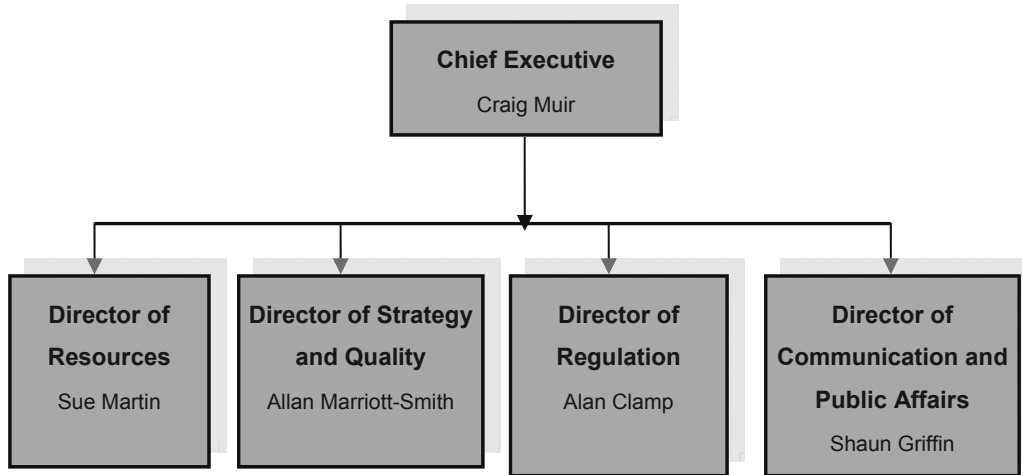 Chief Executive
Craig Muir
Director of
Resources
Sue Martin
Director of Strategy
and Quality
Allan Marriott-Smith
Director of
Regulation
Alan Clamp
Director of
Communication and
Public Affairs
Shaun Griffin